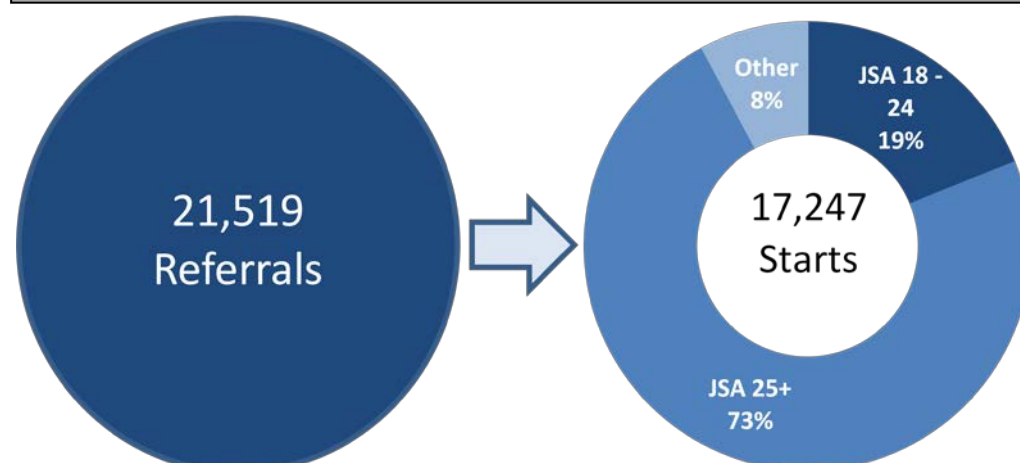 21,519
Referrals
Other
8%
JSA 18 -
24
19%
17,247
Starts
JSA 25+
73%